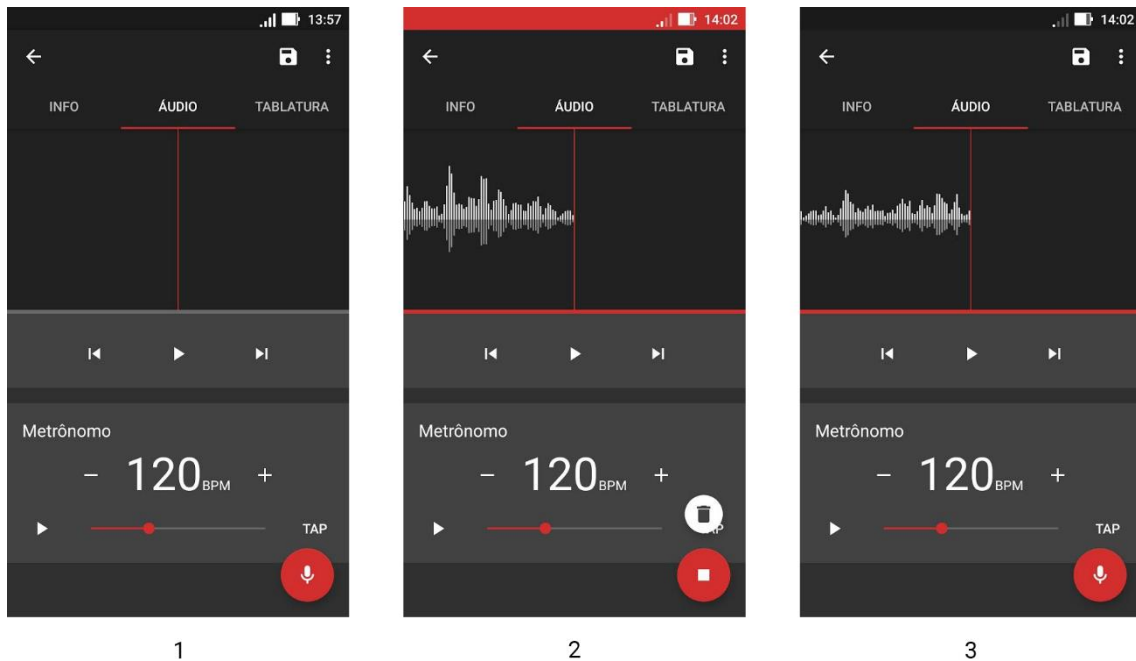 13:57
INFO ÁUDIO TABLATURA
Metrônomo
120 BPM
TAP
1
14:02
INFO ÁUDIO TABLATURA
Metrônomo
120 BPM
2
14:02
INFO ÁUDIO TABLATURA
Metrônomo
120 BPM
TAP
3